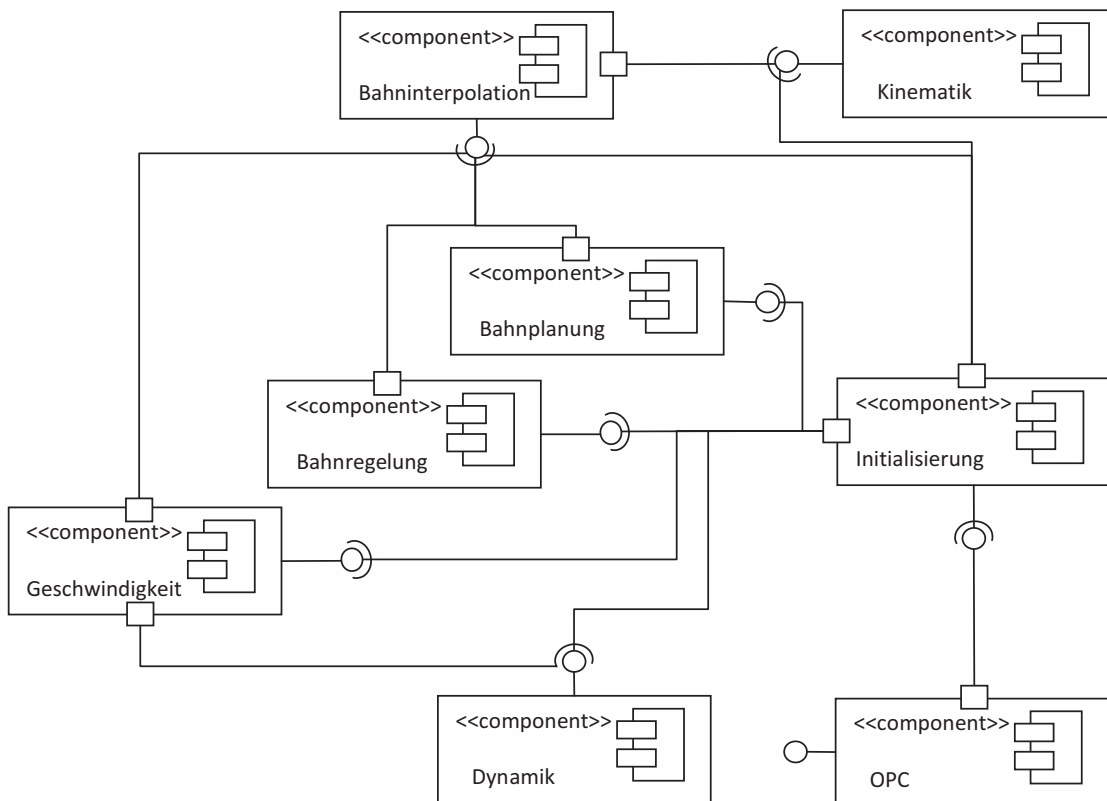 <<component>>
Bahninterpolation
<<component>>
Kinematik
<<component>>
Bahnplanung
<<component>>
Bahnregelung
<<component>>
Initialisierung
<<component>>
Geschwindigkeit
<<component>>
Dynamik
<<component>>
OPC